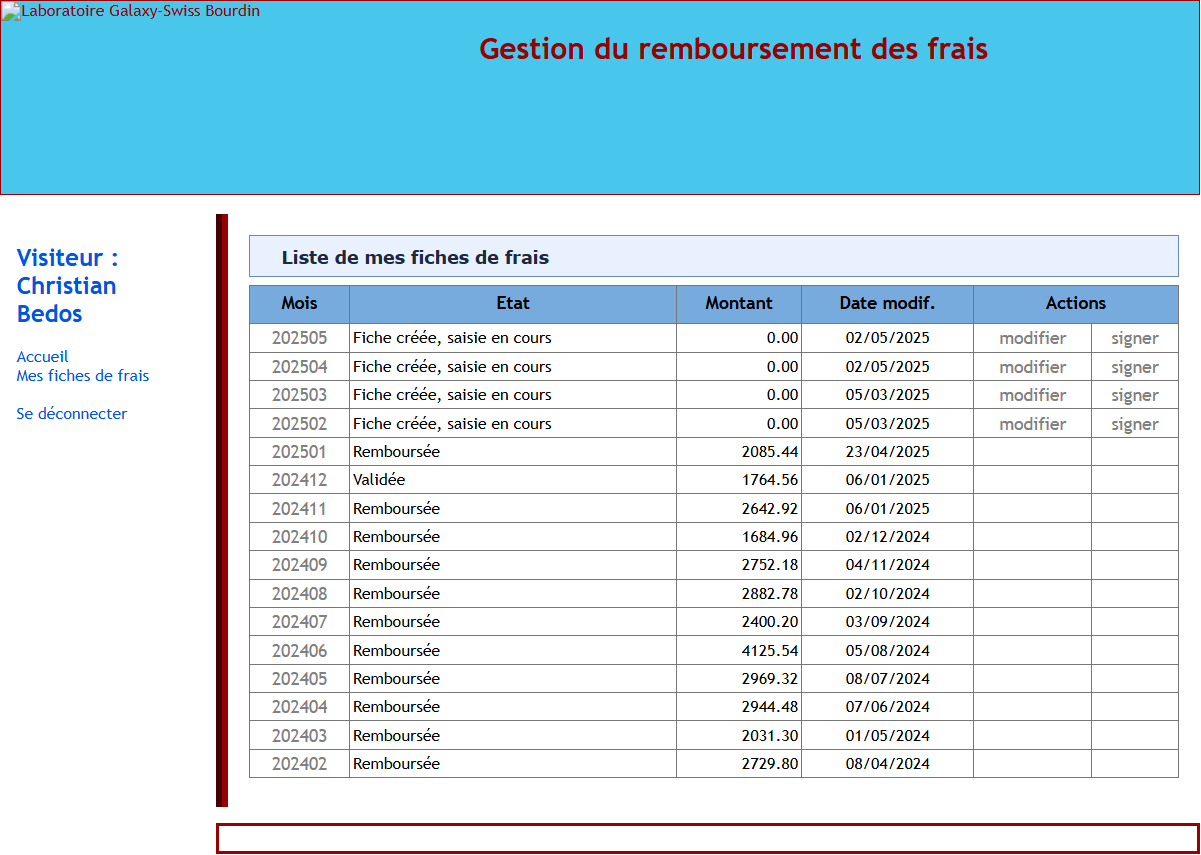 Laboratoire Galaxy-Swiss Bourdin
Gestion du remboursement des frais
Visiteur :
Christian
Bedos
Accueil
Mes fiches de frais
Se déconnecter
Liste de mes fiches de frais
Mois Etat Montant Date modif. Actions
202505 Fiche créée, saisie en cours 0.00 02/05/2025 modifier signer
202504 Fiche créée, saisie en cours 0.00 02/05/2025 modifier signer
202503 Fiche créée, saisie en cours 0.00 05/03/2025 modifier signer
202502 Fiche créée, saisie en cours 0.00 05/03/2025 modifier signer
202501 Remboursée 2085.44 23/04/2025
202412 Validée 1764.56 06/01/2025
202411 Remboursée 2642.92 06/01/2025
202410 Remboursée 1684.96 02/12/2024
202409 Remboursée 2752.18 04/11/2024
202408 Remboursée 2882.78 02/10/2024
202407 Remboursée 2400.20 03/09/2024
202406 Remboursée 4125.54 05/08/2024
202405 Remboursée 2969.32 08/07/2024
202404 Remboursée 2944.48 07/06/2024
202403 Remboursée 2031.30 01/05/2024
202402 Remboursée 2729.80 08/04/2024